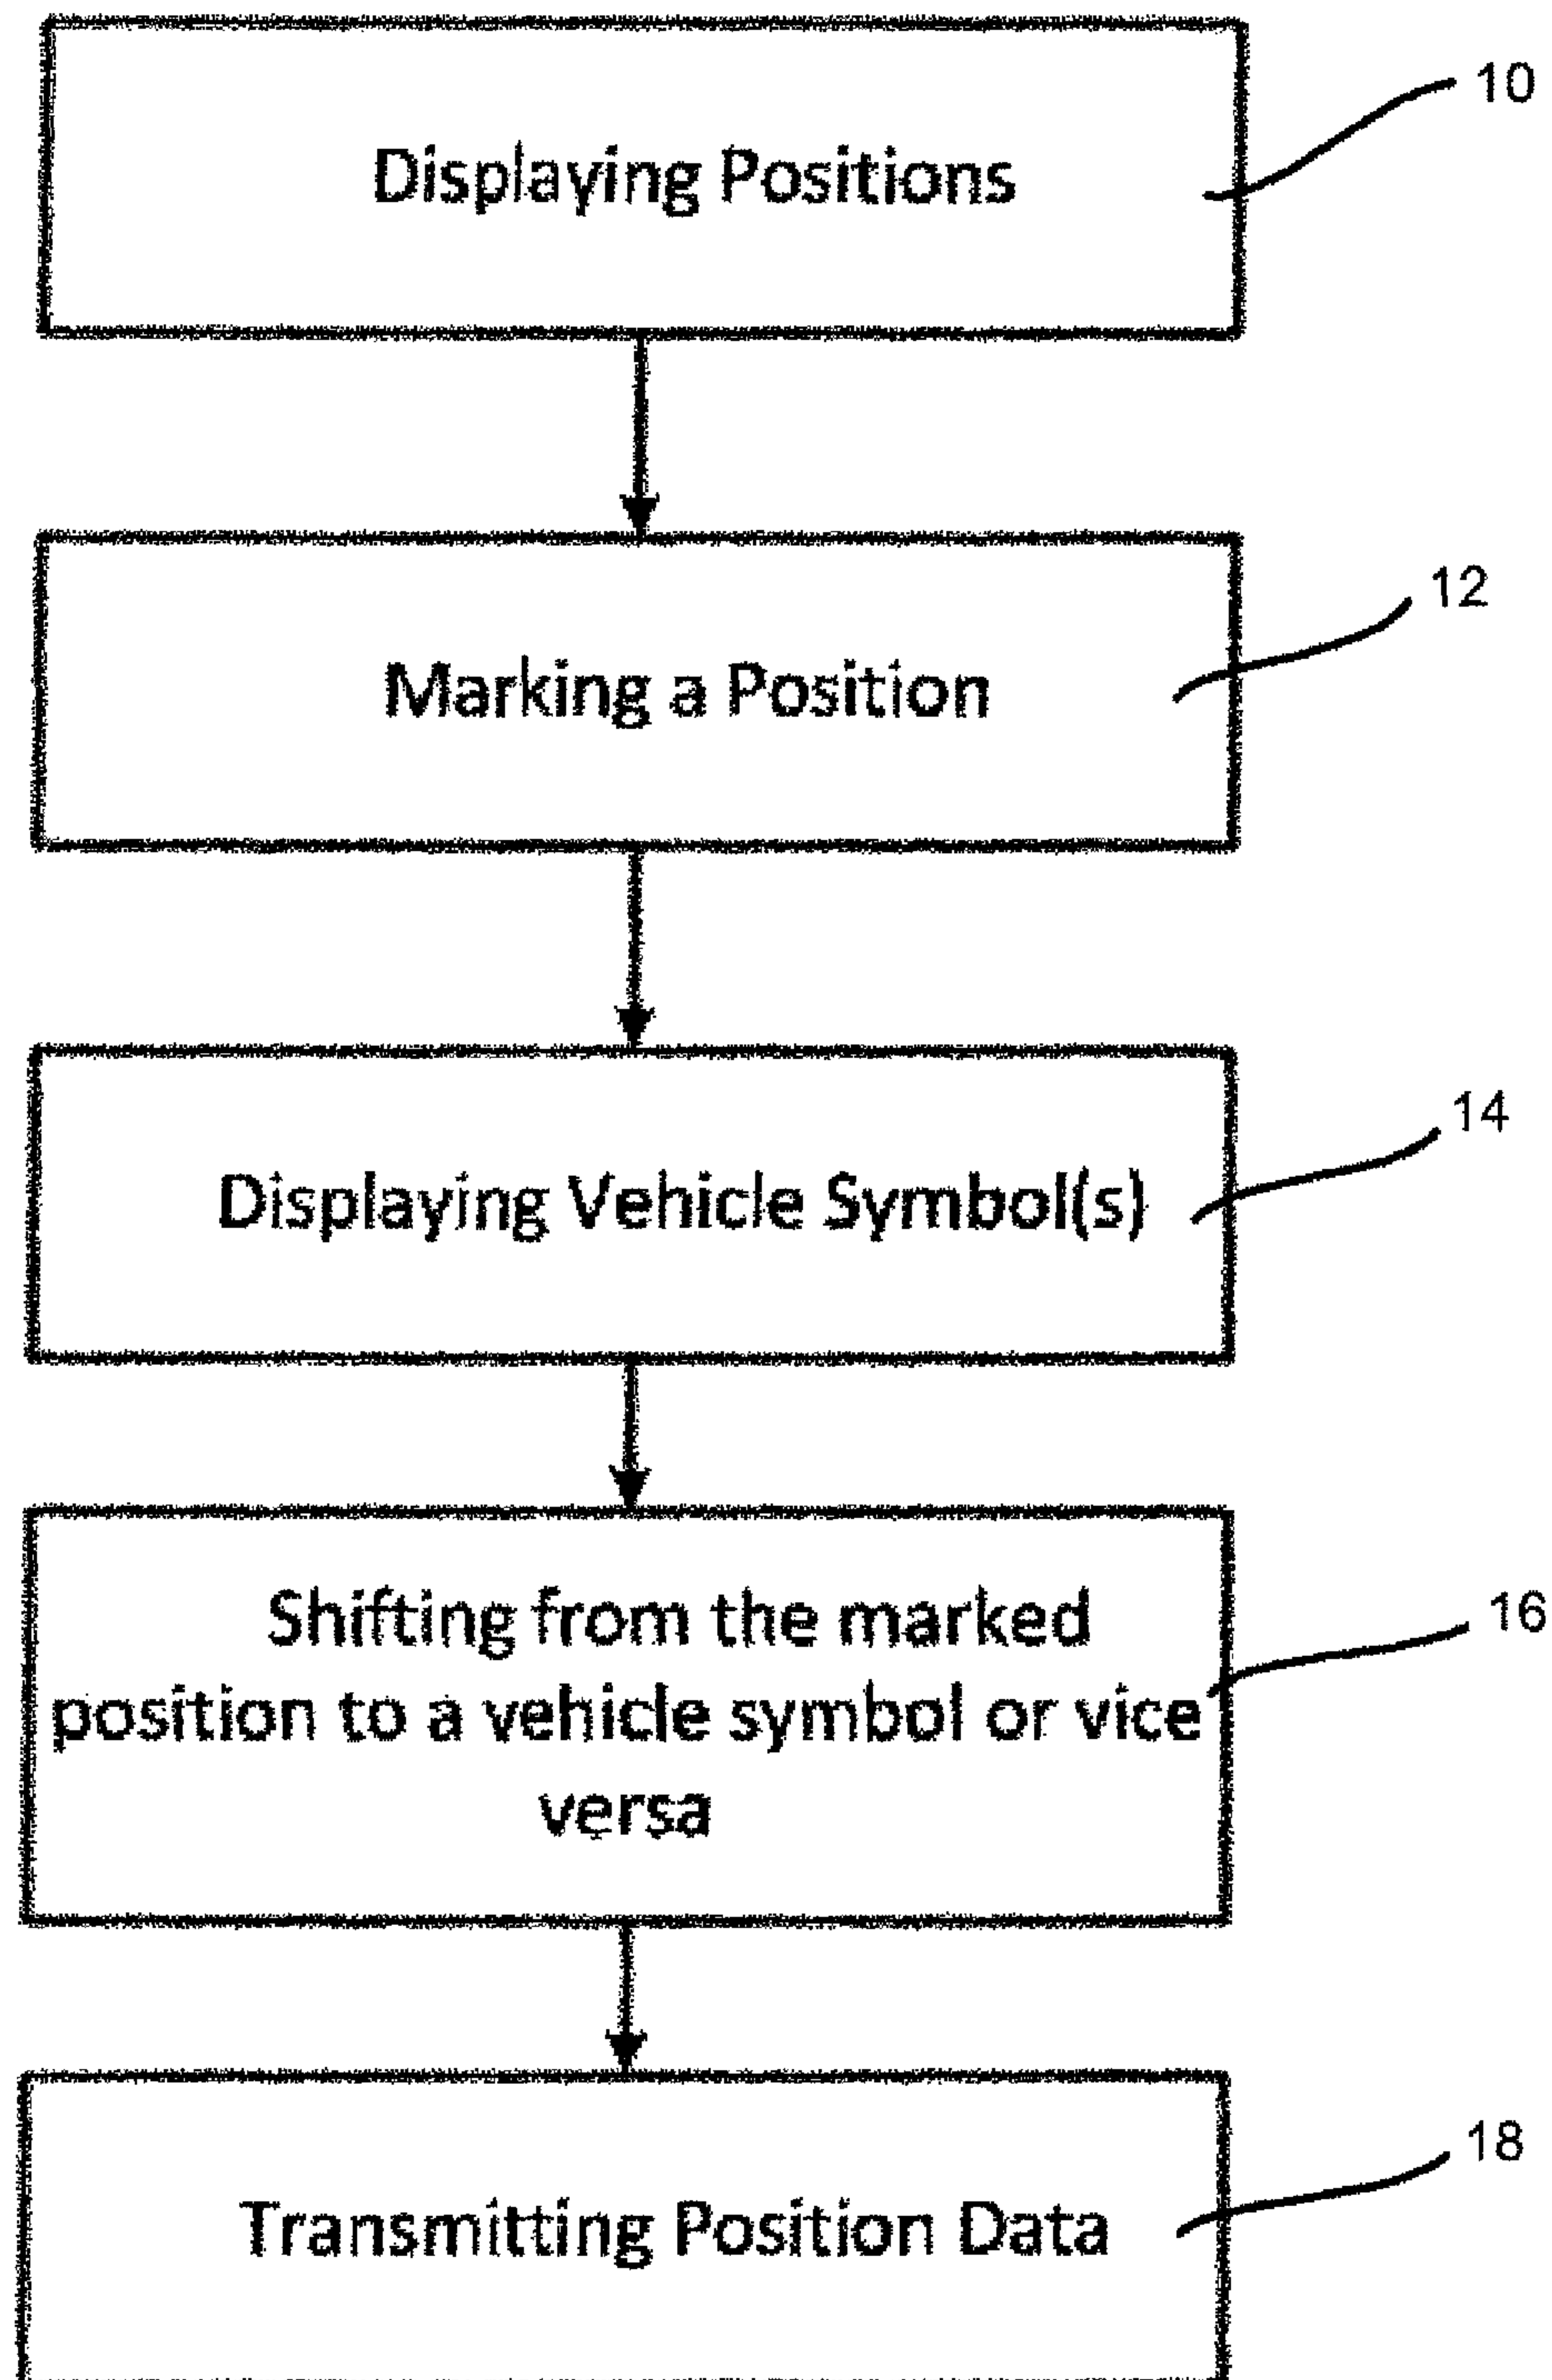 Displaying Positions
10
Marking a Position
12
Displaying Vehicle Symbol(s)
14
Shifting from the marked
position to a vehicle symbol or vice
versa
16
Transmitting Position Data
18